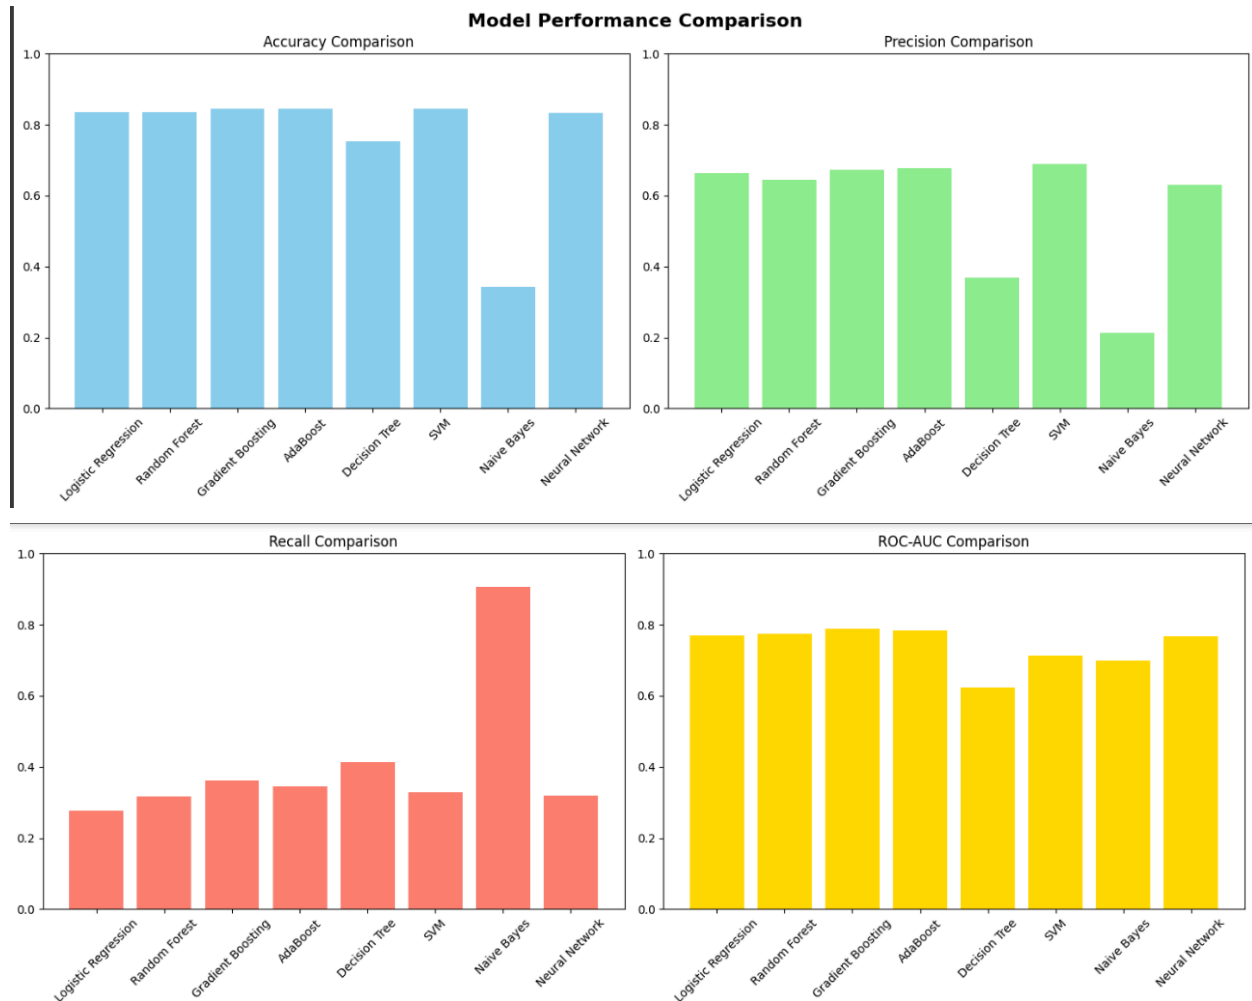 Model Performance Comparison
Accuracy Comparison
1.0
0.8
0.6
0.4
0.2
0.0
Logistic Regression
Random Forest
Gradient Boosting
AdaBoost
Decision Tree
SVM
Naive Bayes
Neural Network
Precision Comparison
1.0
0.8
0.6
0.4
0.2
0.0
Logistic Regression
Random Forest
Gradient Boosting
AdaBoost
Decision Tree
SVM
Naive Bayes
Neural Network
Recall Comparison
1.0
0.8
0.6
0.4
0.2
0.0
Logistic Regression
Random Forest
Gradient Boosting
AdaBoost
Decision Tree
SVM
Naive Bayes
Neural Network
ROC-AUC Comparison
1.0
0.8
0.6
0.4
0.2
0.0
Logistic Regression
Random Forest
Gradient Boosting
AdaBoost
Decision Tree
SVM
Naive Bayes
Neural Network